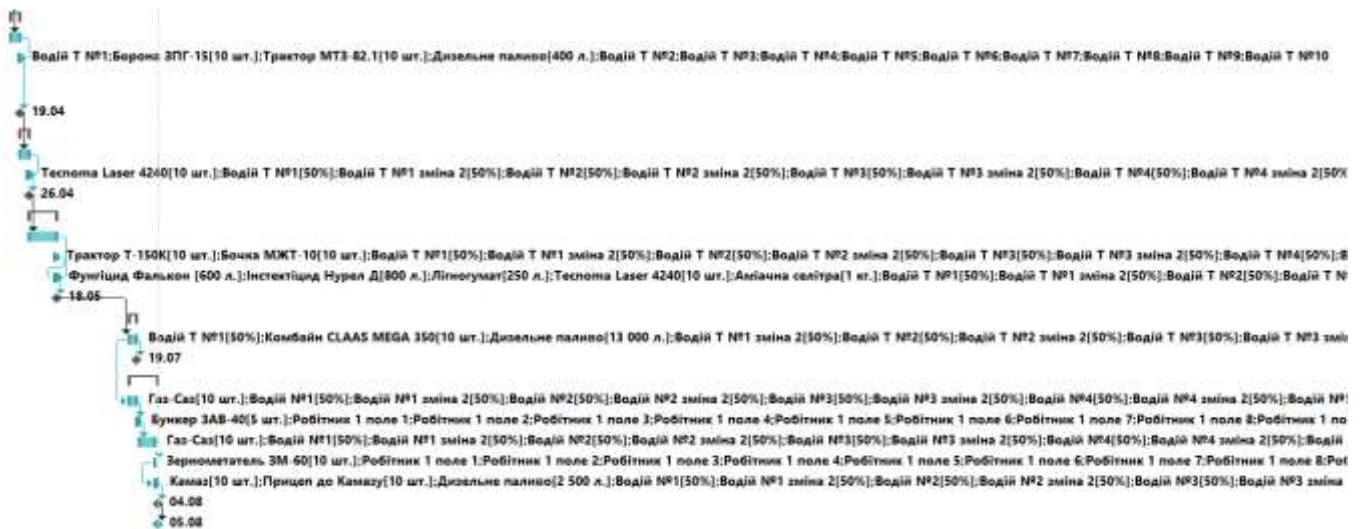 Водій Т №1;Борона ЗПГ-15[10 шт.];Трактор МТЗ-82.1[10 шт.];Дизельне паливо[400 л.];Водій Т №2;Водій Т №3;Водій Т №4;Водій Т №5;Водій Т №6;Водій Т №7;Водій Т №8;Водій Т №9;Водій Т №10
19.04
Tecnoma Laser 4240[10 шт.];Водій Т №1[50%];Водій Т №1 зміна 2[50%];Водій Т №2[50%];Водій Т №2 зміна 2[50%];Водій Т №3[50%];Водій Т №3 зміна 2[50%];Водій Т №4[50%];Водій Т №4 зміна 2[50%
26.04
Трактор Т-150К[10 шт.];Бочка МЖТ-10[10 шт.];Водій Т №1[50%];Водій Т №1 зміна 2[50%];Водій Т №2[50%];Водій Т №2 зміна 2[50%];Водій Т №3[50%];Водій Т №3 зміна 2[50%];Водій Т №4[50%];В
Фунгіцид Фалькон [600 л.];Інстектіцид Нурел Д[800 л.];Лігногумат[250 л.];Tecnoma Laser 4240[10 шт.];Аміачна селітра[1 кг.];Водій Т №1[50%];Водій Т №1 зміна 2[50%];Водій Т №2[50%];Водій Т №
18.05
Водій Т №1[50%];Комбайн CLAAS MEGA 350[10 шт.];Дизельне паливо[13 000 л.];Водій Т №1 зміна 2[50%];Водій Т №2[50%];Водій Т №2 зміна 2[50%];Водій Т №3[50%];Водій Т №3 змін
19.07
Газ-Саз[10 шт.];Водій №1[50%];Водій №1 зміна 2[50%];Водій №2[50%];Водій №2 зміна 2[50%];Водій №3[50%];Водій №3 зміна 2[50%];Водій №4[50%];Водій №4 зміна 2[50%];Водій №5
Бункер ЗАВ-40[5 шт.];Робітник 1 поле 1;Робітник 1 поле 2;Робітник 1 поле 3;Робітник 1 поле 4;Робітник 1 поле 5;Робітник 1 поле 6;Робітник 1 поле 7;Робітник 1 поле 8;Робітник 1 по
Газ-Саз[10 шт.];Водій №1[50%];Водій №1 зміна 2[50%];Водій №2[50%];Водій №2 зміна 2[50%];Водій №3[50%];Водій №3 зміна 2[50%];Водій №4[50%];Водій №4 зміна 2[50%];Водій
Зернометатель ЗМ-60[10 шт.];Робітник 1 поле 1;Робітник 1 поле 2;Робітник 1 поле 3;Робітник 1 поле 4;Робітник 1 поле 5;Робітник 1 поле 6;Робітник 1 поле 7;Робітник 1 поле 8;Роб
Камаз[10 шт.];Прицеп до Камазу[10 шт.];Дизельне паливо[2 500 л.];Водій №1[50%];Водій №1 зміна 2[50%];Водій №2[50%];Водій №2 зміна 2[50%];Водій №3[50%];Водій №3 зміна
04.08
05.08